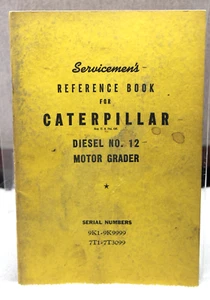 Servicemen's
REFERENCE BOOK
FOR
CATERPILLAR
DIESEL NO. 12
MOTOR GRADER
SERIAL NUMBERS
9K1-9K9999
7T1-7T3099